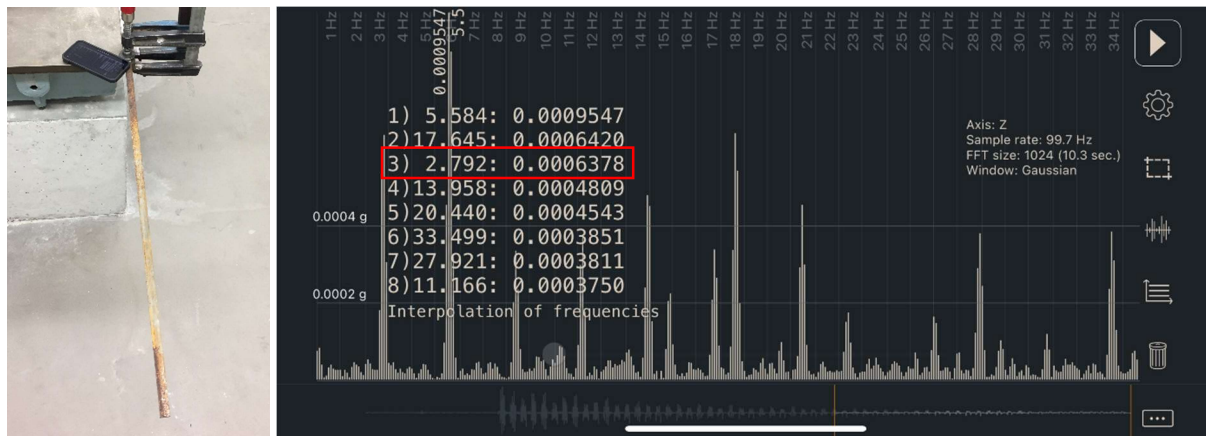 1 Hz 2 Hz 3 Hz 4 Hz 5 Hz 7 Hz 8 Hz 9 Hz 10 Hz 11 Hz 12 Hz 13 Hz 14 Hz 15 Hz 16 Hz 17 Hz 18 Hz 19 Hz 20 Hz 21 Hz 22 Hz 23 Hz 24 Hz 25 Hz 26 Hz 27 Hz 28 Hz 29 Hz 30 Hz 31 Hz 32 Hz 33 Hz 34 Hz
0.0009547
5.5
1) 5.584: 0.0009547
2)17.645: 0.0006420
3) 2.792: 0.0006378
4)13.958: 0.0004809
5)20.440: 0.0004543
6)33.499: 0.0003851
7)27.921: 0.0003811
8)11.166: 0.0003750
Interpolation of frequencies
Axis: Z
Sample rate: 99.7 Hz
FFT size: 1024 (10.3 sec.)
Window: Gaussian
0.0004 g
0.0002 g